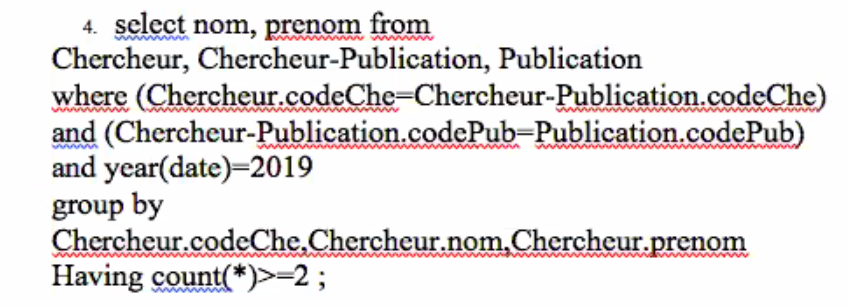 4. select nom, prenom from
Chercheur, Chercheur-Publication, Publication
where (Chercheur.codeChe=Chercheur-Publication.codeChe)
and (Chercheur-Publication.codePub=Publication.codePub)
and year(date)=2019
group by
Chercheur.codeChe,Chercheur.nom,Chercheur.prenom
Having count(*)>=2 ;